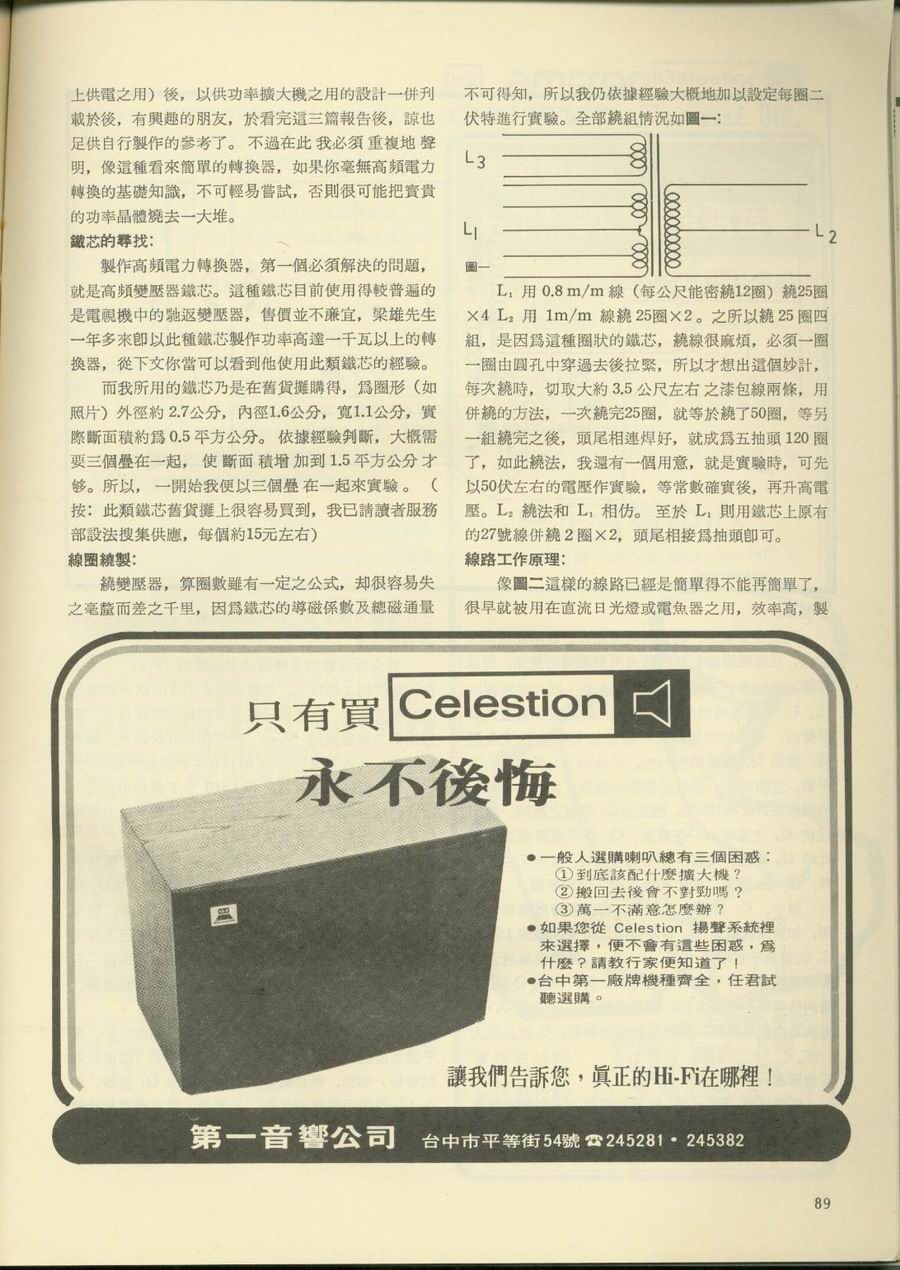 上供電之用）後，以供功率擴大機之用的設計一併刋
載於後，有興趣的朋友，於看完這三篇報告後，諒也
足供自行製作的參考了。不過在此我必須重複地聲
明，像這種看來簡單的轉換器，如果你毫無高頻電力
轉換的基礎知識，不可輕易嘗試，否則很可能把寳貴
的功率晶體燒去一大堆。
鐵芯的尋找：
製作高頻電力轉換器，第一個必須解決的問題，
就是高頻變壓器鐵芯。這種鐵芯目前使用得較普遍的
是電視機中的馳返變壓器，售價並不亷宜，梁雄先生
一年多來卽以此種鐵芯製作功率高達一千瓦以上的轉
換器，從下文你當可以看到他使用此類鐵芯的經驗。
而我所用的鐵芯乃是在舊貨攤購得，爲圈形（如
照片）外徑約 2.7公分，內徑1.6公分，寬1.1公分，實
際斷面積約爲 0.5 平方公分。依據經驗判斷，大概需
要三個疊在一起，使斷面積增加到 1.5 平方公分才
够。所以，一開始我便以三個疊在一起來實驗。（
按：此類鐵芯舊貨攤上很容易買到，我已請讀者服務
部設法搜集供應，每個約15元左右）
線圈繞製：
繞變壓器，算圈數雖有一定之公式，却很容易失
之毫釐而差之千里，因爲鐵芯的導磁係數及總磁通量
不可得知，所以我仍依據經驗大概地加以設定每圈二
伏特進行實驗。全部繞組情況如圖一：
L3
L1
L2
圖一
L₁ 用 0.8 m/m 線（每公尺能密繞12圈）繞25圈
×4 L₂ 用 1m/m 線繞 25圈×2。之所以繞 25 圈四
組，是因爲這種圈狀的鐵芯，繞線很麻煩，必須一圈
一圈由圓孔中穿過去後拉緊，所以才想出這個妙計，
每次繞時，切取大約 3.5 公尺左右之漆包線兩條，用
併繞的方法，一次繞完25圈，就等於繞了50圈，等另
一組繞完之後，頭尾相連焊好，就成爲五抽頭 120 圈
了，如此繞法，我還有一個用意，就是實驗時，可先
以50伏左右的電壓作實驗，等常數確實後，再升高電
壓。L₂ 繞法和 L₁ 相仿。至於 L₁ 則用鐵芯上原有
的27號線併繞 2 圈×2，頭尾相接爲抽頭卽可。
線路工作原理：
像圖二這樣的線路已經是簡單得不能再簡單了，
很早就被用在直流日光燈或電魚器之用，效率高，製
只有買 Celestion
永不後悔
●一般人選購喇叭總有三個困惑：
①到底該配什麼擴大機？
②搬回去後會不對勁嗎？
③萬一不滿意怎麼辦？
●如果您從 Celestion 揚聲系統裡
來選擇，便不會有這些困惑，爲
什麼？請教行家便知道了！
●台中第一廠牌機種齊全，任君試
聽選購。
讓我們告訴您，眞正的Hi-Fi在哪裡！
第一音響公司 台中市平等街54號☎245281・245382
89